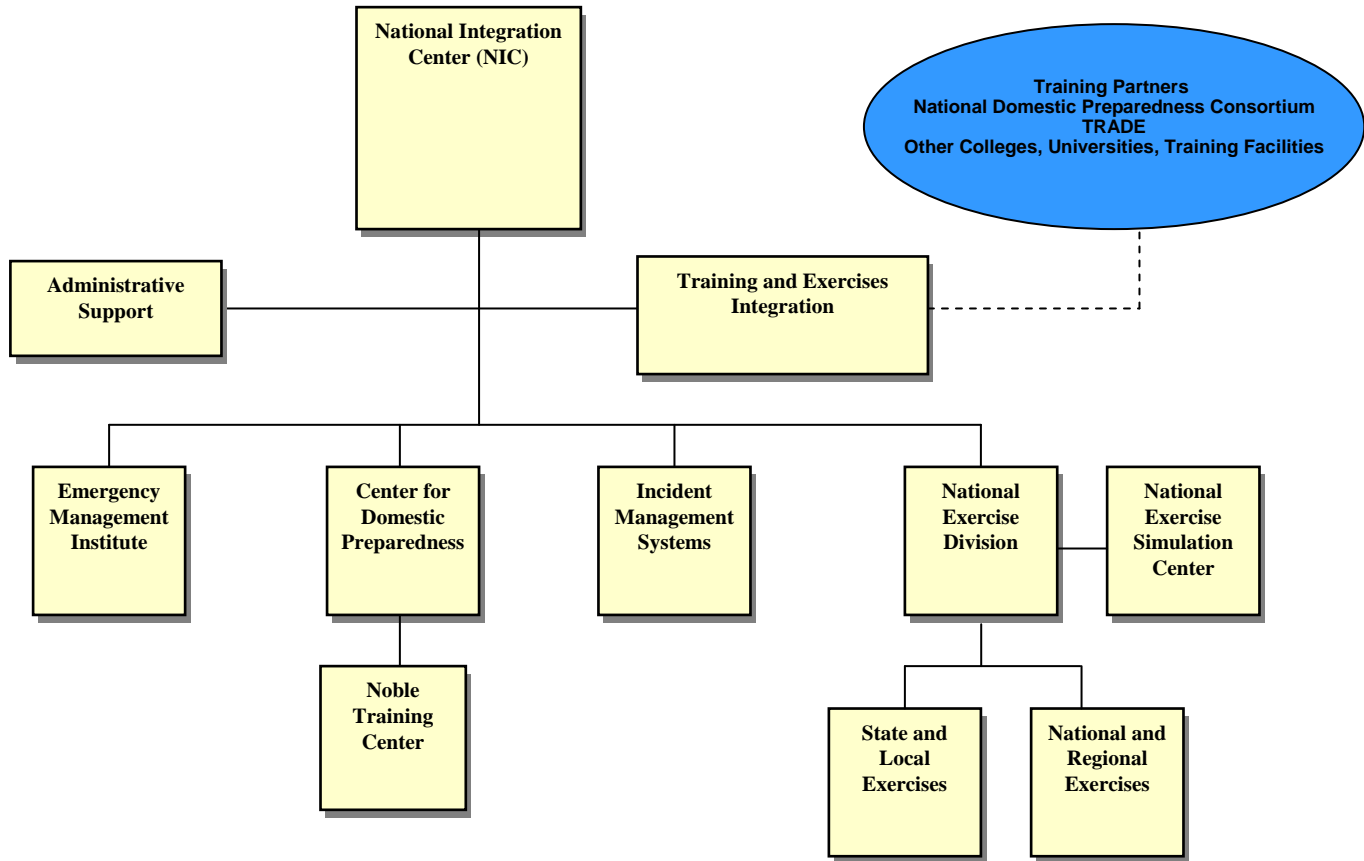 National Integration
Center (NIC)
Training Partners
National Domestic Preparedness Consortium
TRADE
Other Colleges, Universities, Training Facilities
Administrative
Support
Training and Exercises
Integration
Emergency
Management
Institute
Center for
Domestic
Preparedness
Incident
Management
Systems
National
Exercise
Division
National
Exercise
Simulation
Center
Noble
Training
Center
State and
Local
Exercises
National and
Regional
Exercises